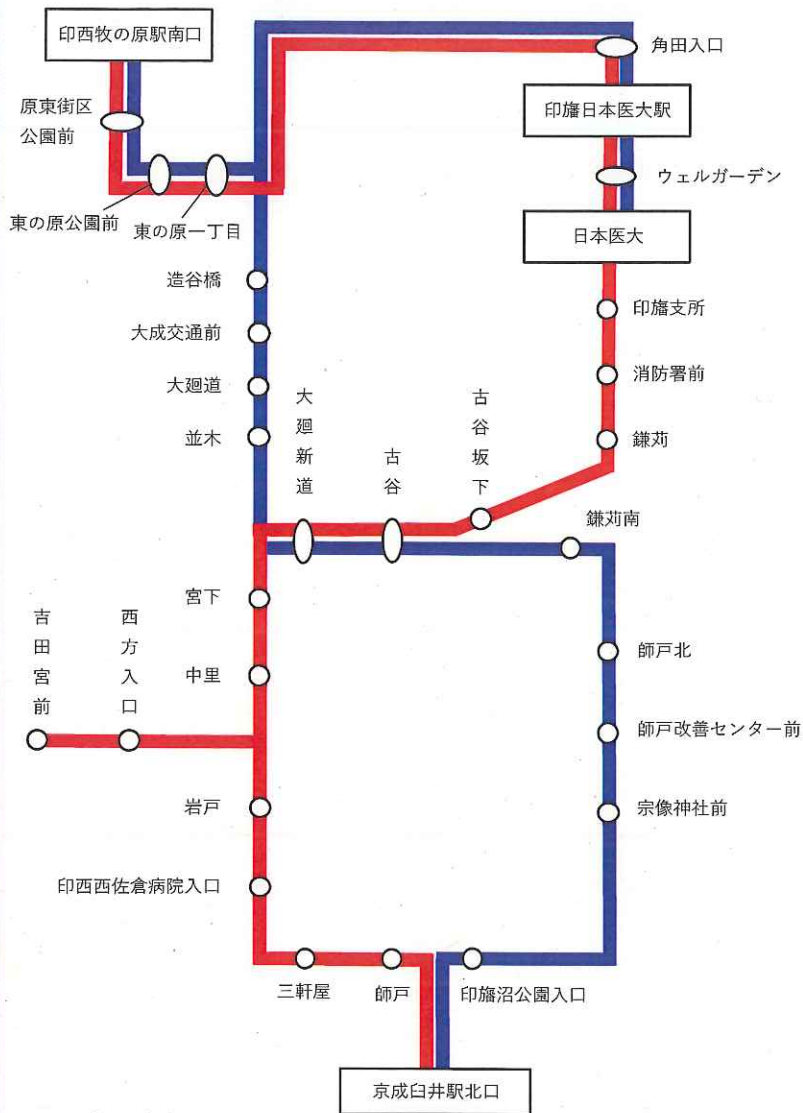 印西牧の原駅南口
角田入口
原東街区
公園前
印旛日本医大駅
ウェルガーデン
東の原公園前
東の原一丁目
日本医大
造谷橋
印旛支所
大成交通前
消防署前
大廻道
大廻新道
古谷
古谷坂下
並木
鎌苅
鎌苅南
宮下
吉田宮前
西方入口
師戸北
中里
師戸改善センター前
岩戸
宗像神社前
印西西佐倉病院入口
三軒屋
師戸
印旛沼公園入口
京成臼井駅北口